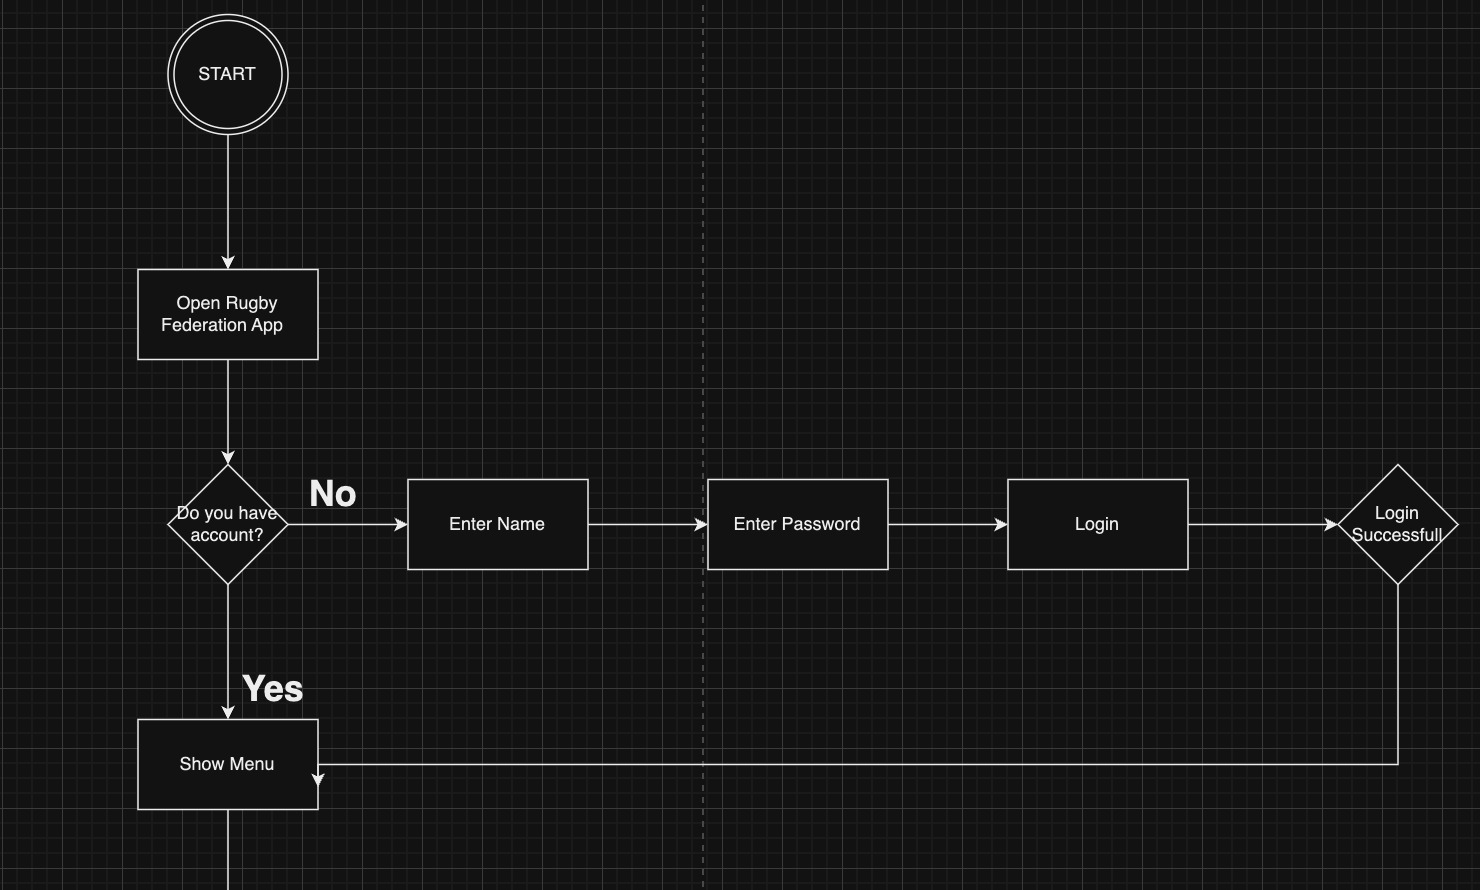 START
Open Rugby
Federation App
Do you have
account?
No
Enter Name
Enter Password
Login
Login
Successfull
Yes
Show Menu